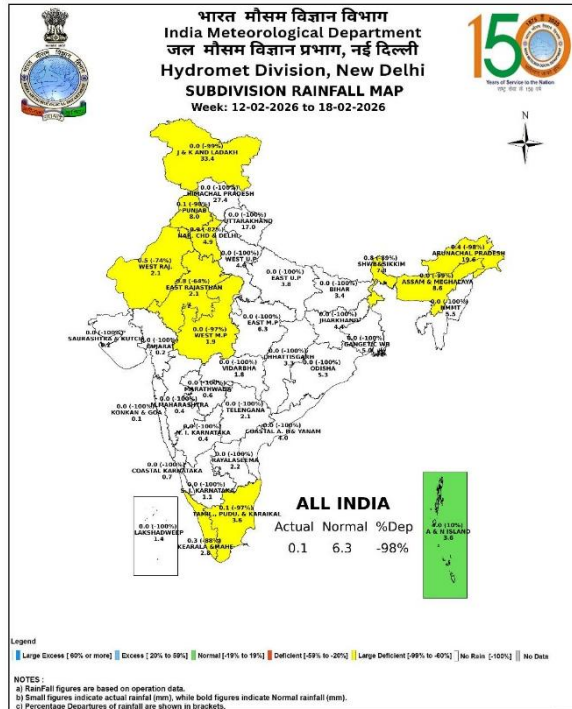 भारत मौसम विज्ञान विभाग
India Meteorological Department
जल मौसम विज्ञान प्रभाग, नई दिल्ली
Hydromet Division, New Delhi
SUBDIVISION RAINFALL MAP
Week: 12-02-2026 to 18-02-2026
150
Years of Service to the Nation
N
0.0 (-99%)
J & K AND LADAKH
33.4
0.0 (-100%)
HIMACHAL PRADESH
27.4
0.1 (-99%)
PUNJAB
8.0
0.0 (-100%)
UTTARAKHAND
17.0
HAR. CHD & DELHI
4.9
0.0 (-100%)
WEST U.P.
4.6
(-74%)
WEST RAJ.
2.1
0.8 (-64%)
EAST RAJASTHAN
2.1
0.0 (-100%)
EAST U.P
3.8
0.0 (-100%)
BIHAR
3.4
0.8 (-89%)
SHWB&SIKKIM
0.4 (-98%)
ARUNACHAL PRADESH
19.6
0.0 (-99%)
ASSAM & MEGHALAYA
8.6
0.0 (-100%)
NMMT
5.5
0.0 (-97%)
WEST M.P
1.9
0.0 (-100%)
EAST M.P
6.3
0.0 (-100%)
JHARKHAND
4.4
0.0 (-100%)
GANGETIC WB
0.0 (-100%)
SAURASHTRA & KUTCH
0.0 (-100%)
GUJARAT
0.2
0.0 (-100%)
VIDARBHA
1.8
0.0 (-100%)
CHHATTISGARH
0.0 (-100%)
ODISHA
5.3
0.0 (-100%)
MARATHWADA
0.6
0.0 (-100%)
MAHARASHTRA
0.4
0.0 (-100%)
KONKAN & GOA
0.1
0.0 (-100%)
TELENGANA
2.1
0.0 (-100%)
N. I. KARNATAKA
0.4
0.0 (-100%)
COASTAL A. P& YANAM
4.0
0.0 (-100%)
RAYALASEEMA
2.2
0.0 (-100%)
COASTAL KARNATAKA
0.7
0.0 (-100%)
S. I. KARNATAKA
1.1
0.1 (-97%)
TAMIL., PUDU. & KARAIKAL
3.6
0.3 (-88%)
KEARALA &MAHE
2.8
0.0 (-100%)
LAKSHADWEEP
1.4
(10%)
A & N ISLAND
3.6
ALL INDIA
Actual Normal %Dep
0.1 6.3 -98%
Legend
Large Excess [ 60% or more] Excess [ 20% to 59%] Normal [-19% to 19%] Deficient [-59% to -20%] Large Deficient [-99% to -60%] No Rain [-100%] No Data
NOTES :
a) RainFall figures are based on operation data.
b) Small figures indicate actual rainfal (mm), while bold figures indicate Normal rainfall (mm).
c) Percentage Departures of rainfall are shown in brackets.